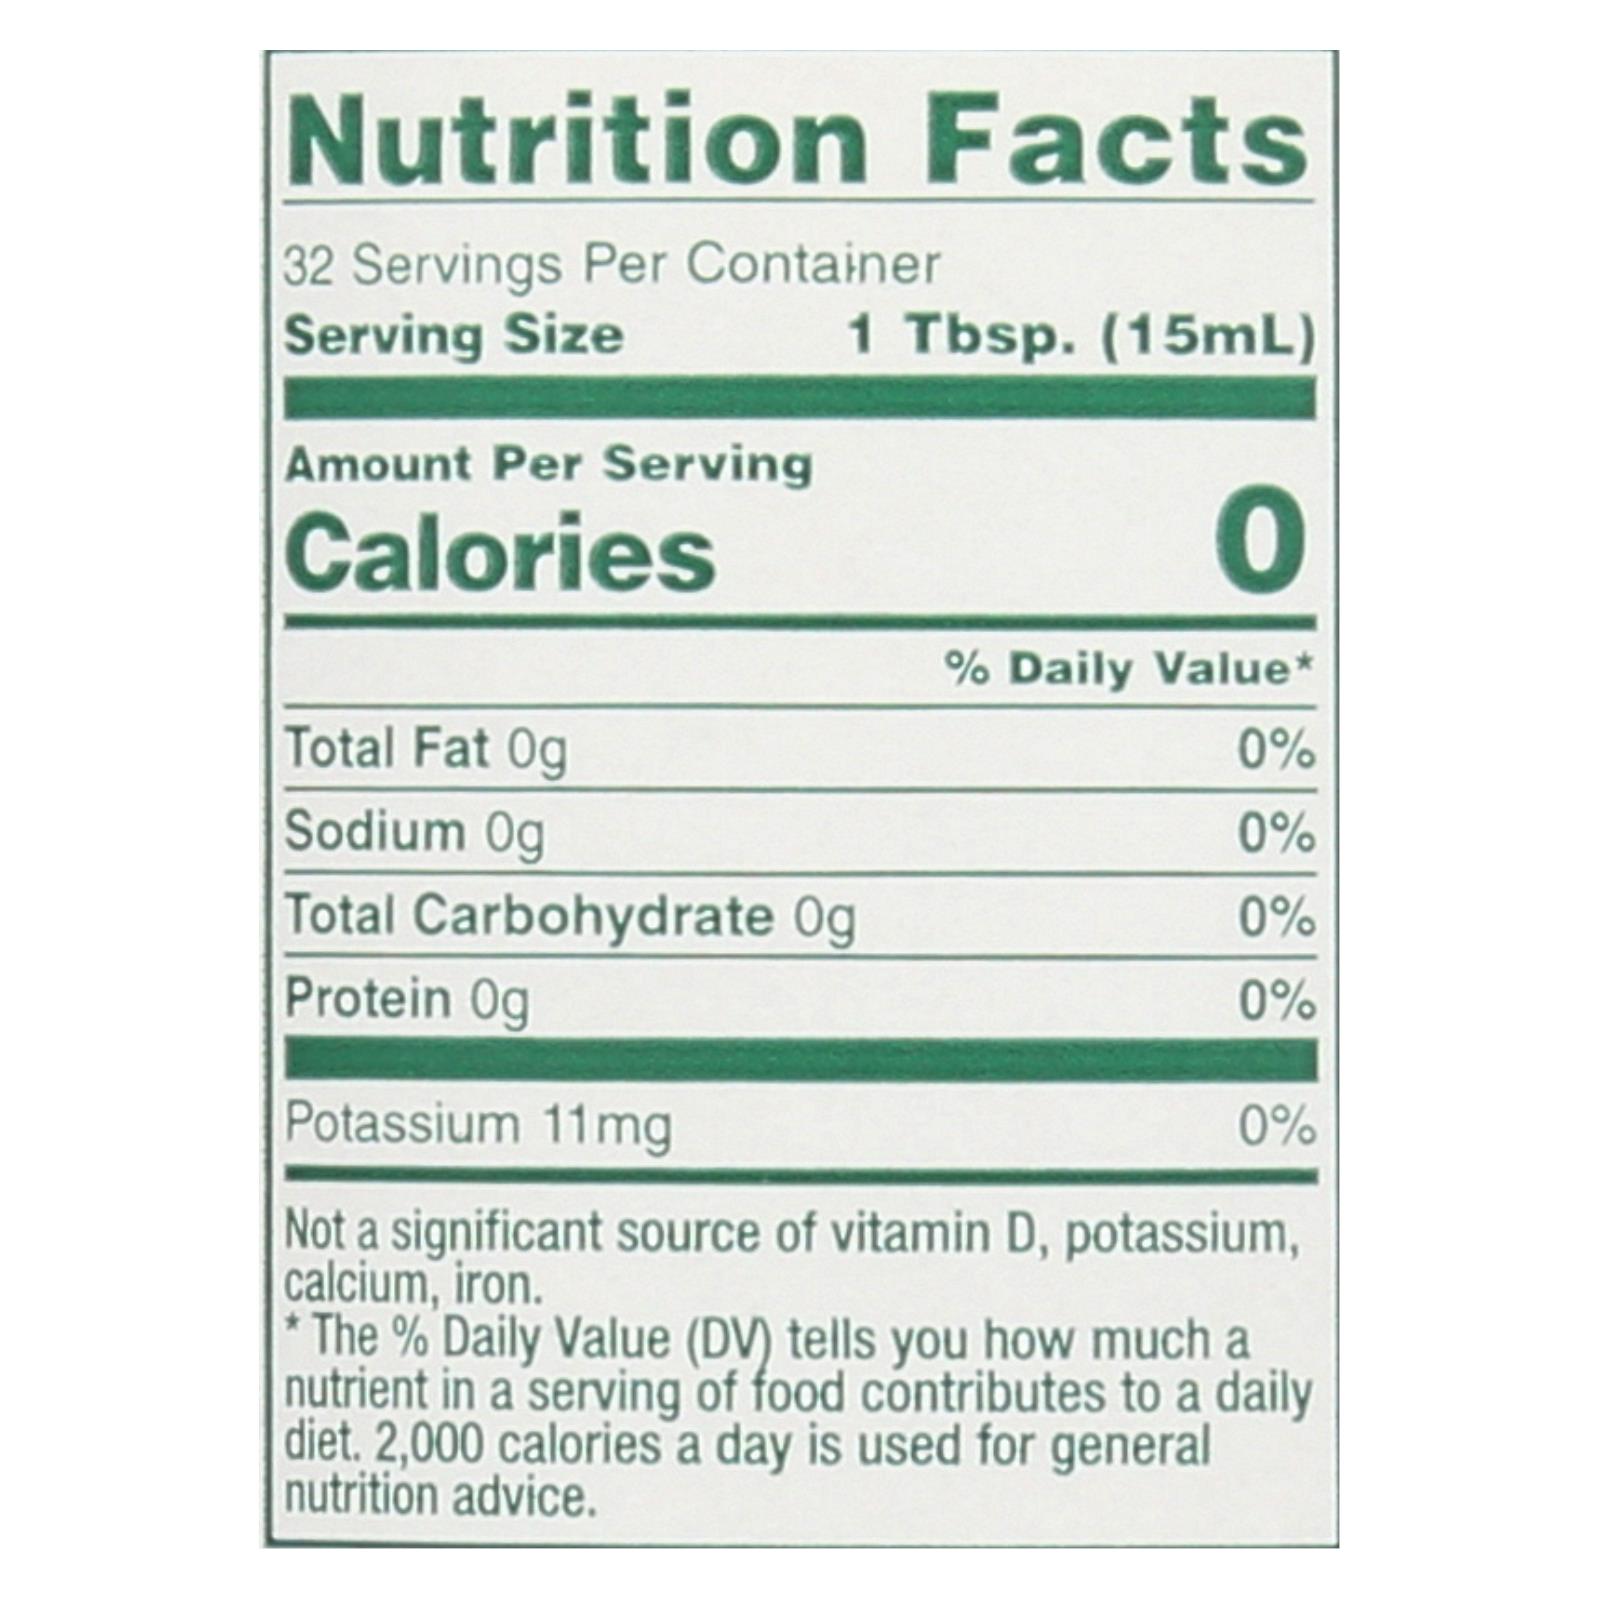 Nutrition Facts
32 Servings Per Container
Serving Size 1 Tbsp. (15mL)
Amount Per Serving
Calories 0
% Daily Value*
Total Fat 0g 0%
Sodium 0g 0%
Total Carbohydrate 0g 0%
Protein 0g 0%
Potassium 11mg 0%
Not a significant source of vitamin D, potassium,
calcium, iron.
* The % Daily Value (DV) tells you how much a
nutrient in a serving of food contributes to a daily
diet. 2,000 calories a day is used for general
nutrition advice.